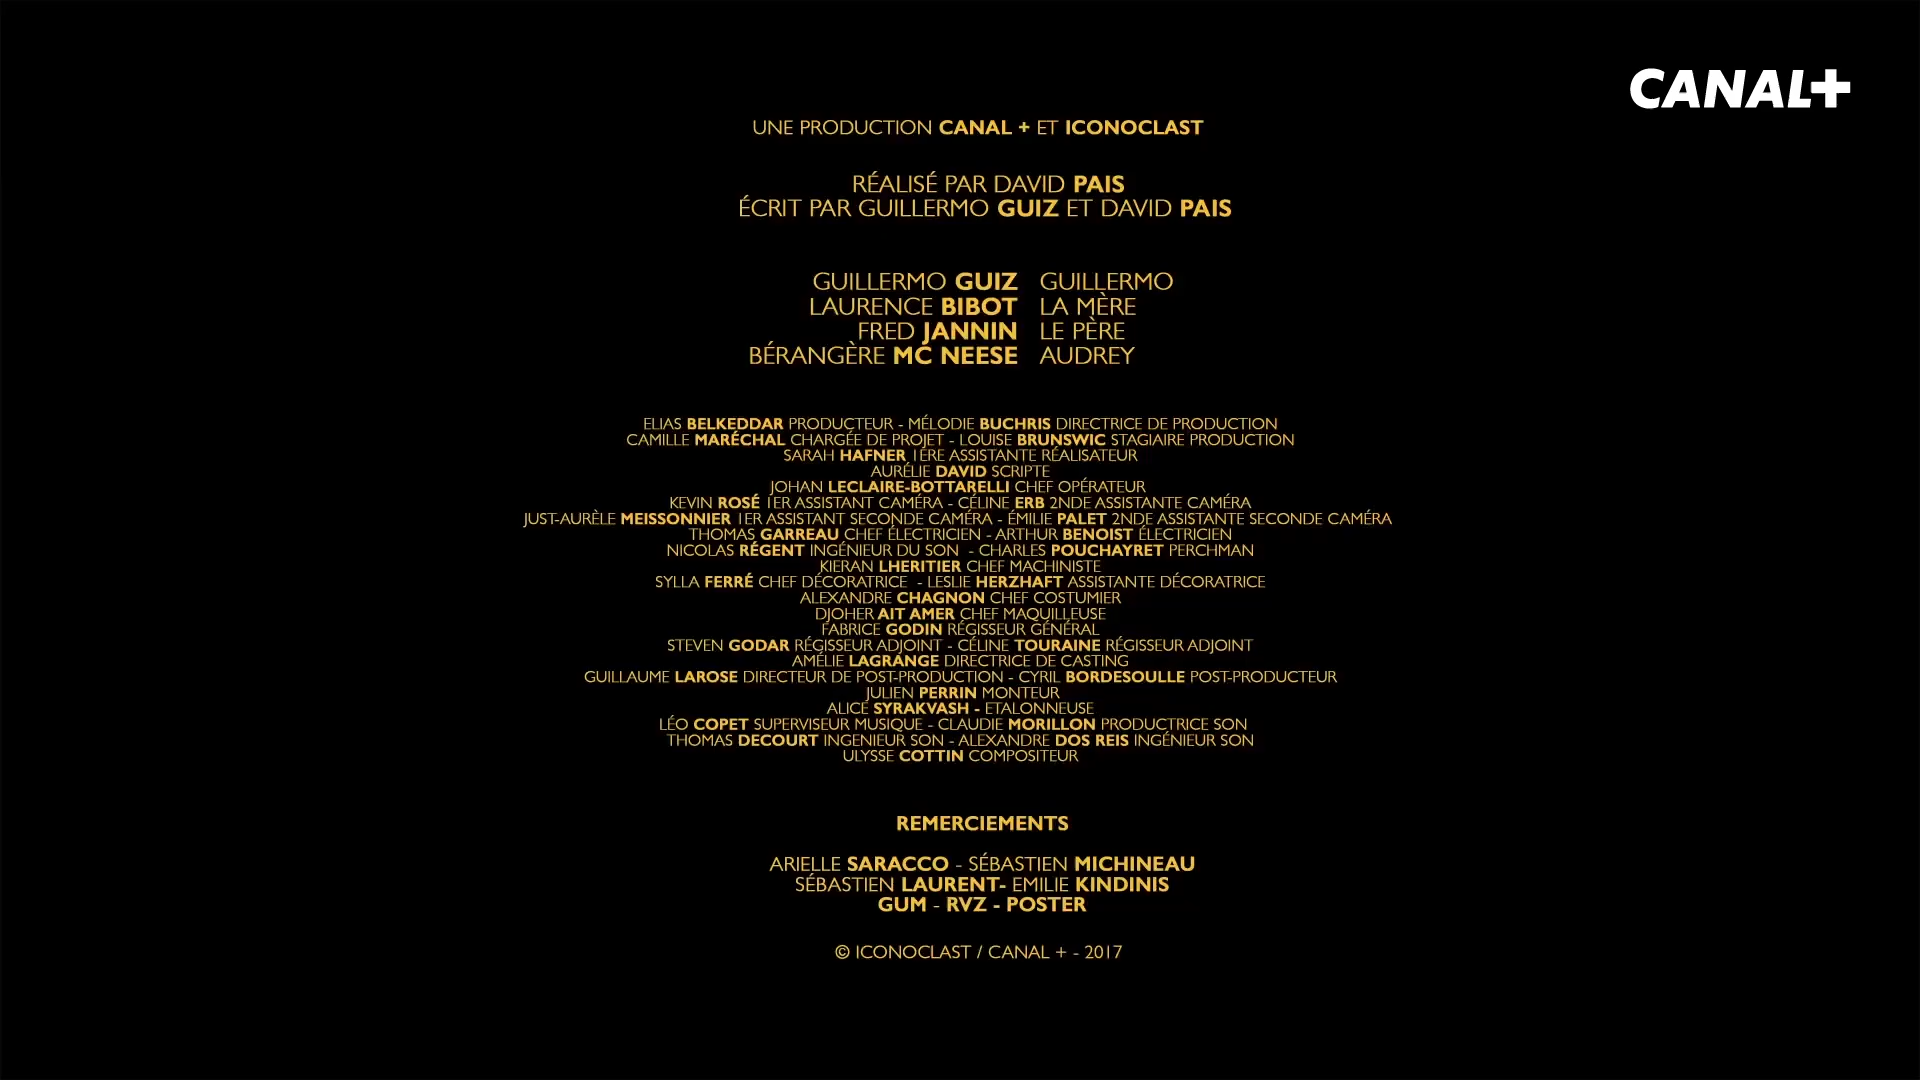 CANAL+
UNE PRODUCTION CANAL + ET ICONOCLAST
RÉALISÉ PAR DAVID PAIS
ÉCRIT PAR GUILLERMO GUIZ ET DAVID PAIS
GUILLERMO GUIZ GUILLERMO
LAURENCE BIBOT LA MÈRE
FRED JANNIN LE PÈRE
BÉRANGÈRE MC NEESE AUDREY
ELIAS BELKEDDAR PRODUCTEUR - MÉLODIE BUCHRIS DIRECTRICE DE PRODUCTION
CAMILLE MARÉCHAL CHARGÉE DE PROJET - LOUISE BRUNSWIC STAGIAIRE PRODUCTION
SARAH HAFNER 1ÈRE ASSISTANTE RÉALISATEUR
AURÉLIE DAVID SCRIPTE
JOHAN LECLAIRE-BOTTARELLI CHEF OPÉRATEUR
KEVIN ROSÉ 1ER ASSISTANT CAMÉRA - CÉLINE ERB 2NDE ASSISTANTE CAMÉRA
JUST-AURÈLE MEISSONNIER 1ER ASSISTANT SECONDE CAMÉRA - ÉMILIE PALET 2NDE ASSISTANTE SECONDE CAMÉRA
THOMAS GARREAU CHEF ÉLECTRICIEN - ARTHUR BENOIST ÉLECTRICIEN
NICOLAS RÉGENT INGÉNIEUR DU SON - CHARLES POUCHAYRET PERCHMAN
KIERAN LHERITIER CHEF MACHINISTE
SYLLA FERRÉ CHEF DÉCORATRICE - LESLIE HERZHAFT ASSISTANTE DÉCORATRICE
ALEXANDRE CHAGNON CHEF COSTUMIER
DJOHER AIT AMER CHEF MAQUILLEUSE
FABRICE GODIN RÉGISSEUR GÉNÉRAL
STEVEN GODAR RÉGISSEUR ADJOINT - CÉLINE TOURAINE RÉGISSEUR ADJOINT
AMÉLIE LAGRANGE DIRECTRICE DE CASTING
GUILLAUME LAROSE DIRECTEUR DE POST-PRODUCTION - CYRIL BORDESOULLE POST-PRODUCTEUR
JULIEN PERRIN MONTEUR
ALICE SYRAKVASH - ETALONNEUSE
LÉO COPET SUPERVISEUR MUSIQUE - CLAUDIE MORILLON PRODUCTRICE SON
THOMAS DECOURT INGENIEUR SON - ALEXANDRE DOS REIS INGÉNIEUR SON
ULYSSE COTTIN COMPOSITEUR
REMERCIEMENTS
ARIELLE SARACCO - SÉBASTIEN MICHINEAU
SÉBASTIEN LAURENT- EMILIE KINDINIS
GUM - RVZ - POSTER
© ICONOCLAST / CANAL + - 2017